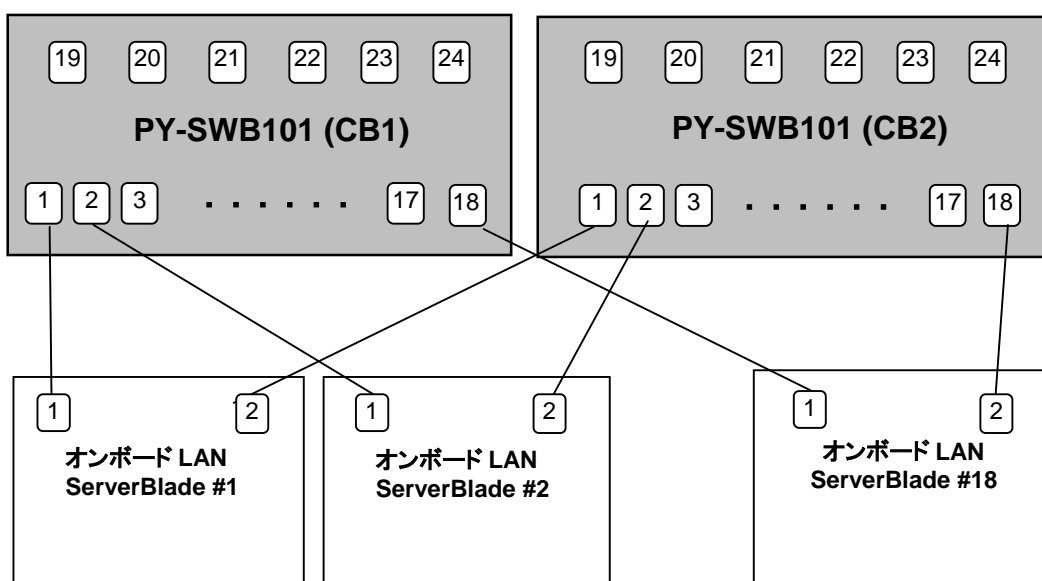 19 20 21 22 23 24
PY-SWB101 (CB1)
1 2 3 ・・・・・・ 17 18
19 20 21 22 23 24
PY-SWB101 (CB2)
1 2 3 ・・・・・・ 17 18
1 2
オンボード LAN
ServerBlade #1
1 2
オンボード LAN
ServerBlade #2
1 2
オンボード LAN
ServerBlade #18